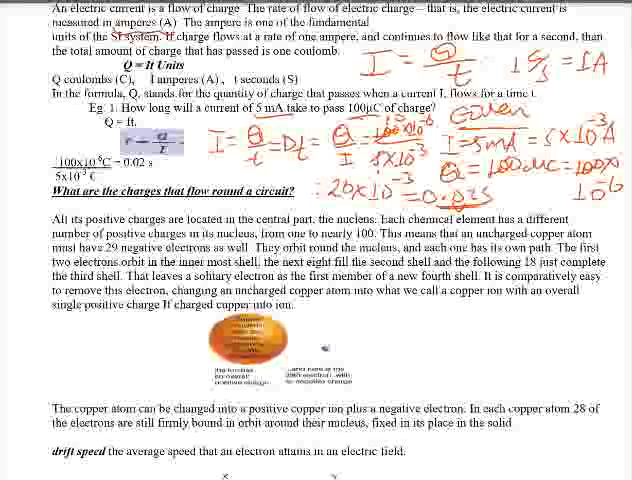 An electric current is a flow of charge The rate of flow of electric charge – that is, the electric current is
measured in amperes (A) The ampere is one of the fundamental
units of the SI system. If charge flows at a rate of one ampere, and continues to flow like that for a second, than
the total amount of charge that has passed is one coulomb.
I = Q/t
1 C/s = 1A
Q = It Units
Q coulombs (C), I amperes (A), t seconds (S)
In the formula, Q, stands for the quantity of charge that passes when a current I, flows for a time t.
Eg: 1. How long will a current of 5 mA take to pass 100µC of charge?
Given
Q = It.
I = Q/t = Dt = Q/I = 100x10-6 / 5x10-3
I=5mA = 5x10-3A
Q=100MC=100x
10-6
100x10-6C = 0.02 s
5x10-3 C
: 20x10-3 = 0.02s
What are the charges that flow round a circuit?
All its positive charges are located in the central part, the nucleus. Each chemical element has a different
number of positive charges in its nucleus, from one to nearly 100. This means that an uncharged copper atom
must have 29 negative electrons as well. They orbit round the nucleus, and each one has its own path. The first
two electrons orbit in the inner most shell, the next eight fill the second shell and the following 18 just complete
the third shell. That leaves a solitary electron as the first member of a new fourth shell. It is comparatively easy
to remove this electron, changing an uncharged copper atom into what we call a copper ion with an overall
single positive charge If charged copper into ion.
The copper atom can be changed into a positive copper ion plus a negative electron. In each copper atom 28 of
the electrons are still firmly bound in orbit around their nucleus, fixed in its place in the solid
drift speed the average speed that an electron attains in an electric field.